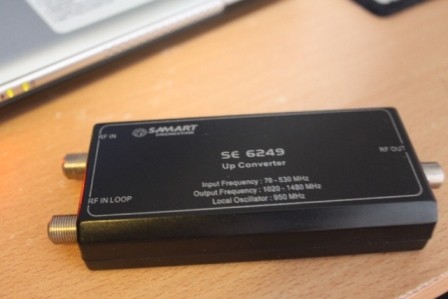 RF IN
SAMART
ENGINEERING
SE 6249
Up Converter
RF OUT
Input Frequency : 70 - 530 MHz
Output Frequency : 1020 - 1480 MHz
RF IN LOOP
Local Oscillator : 950 MHz